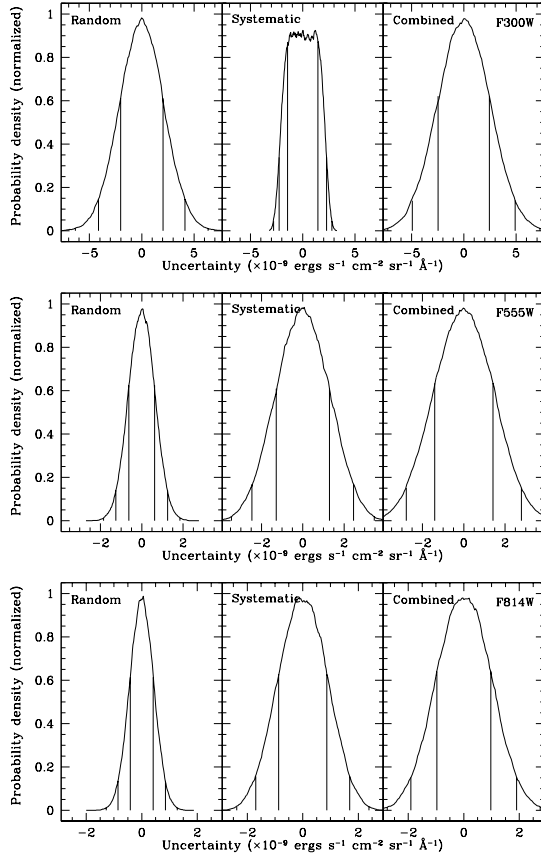 Random
Systematic
Combined
F300W
Probability density (normalized)
1
0.8
0.6
0.4
0.2
0
−5 0 5
−5 0 5
−5 0 5
Uncertainty (×10⁻⁹ ergs s⁻¹ cm⁻² sr⁻¹ Å⁻¹)
Random
Systematic
Combined
F555W
Probability density (normalized)
1
0.8
0.6
0.4
0.2
0
−2 0 2
−2 0 2
−2 0 2
Uncertainty (×10⁻⁹ ergs s⁻¹ cm⁻² sr⁻¹ Å⁻¹)
Random
Systematic
Combined
F814W
Probability density (normalized)
1
0.8
0.6
0.4
0.2
0
−2 0 2
−2 0 2
−2 0 2
Uncertainty (×10⁻⁹ ergs s⁻¹ cm⁻² sr⁻¹ Å⁻¹)